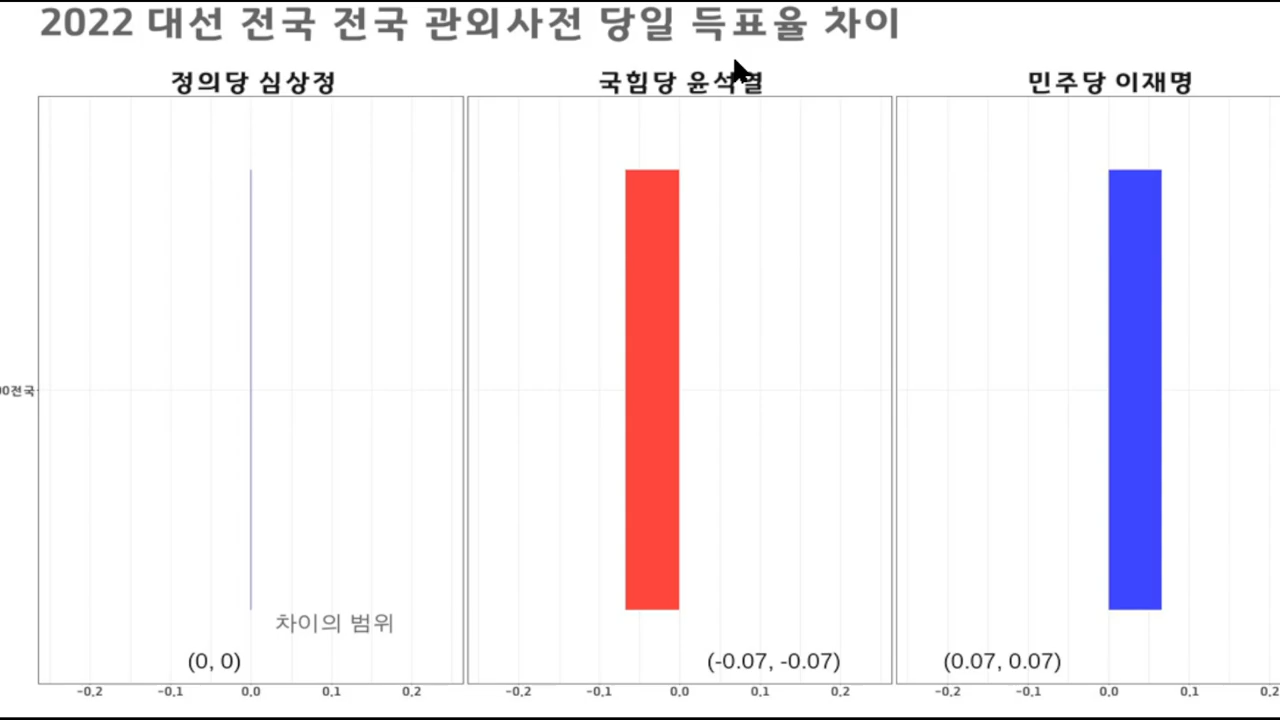 2022 대선 전국 전국 관외사전 당일 득표율 차이
정의당 심상정 국힘당 윤석열 민주당 이재명
00전국
차이의 범위
(0, 0) (-0.07, -0.07) (0.07, 0.07)
-0.2 -0.1 0.0 0.1 0.2 -0.2 -0.1 0.0 0.1 0.2 -0.2 -0.1 0.0 0.1 0.2